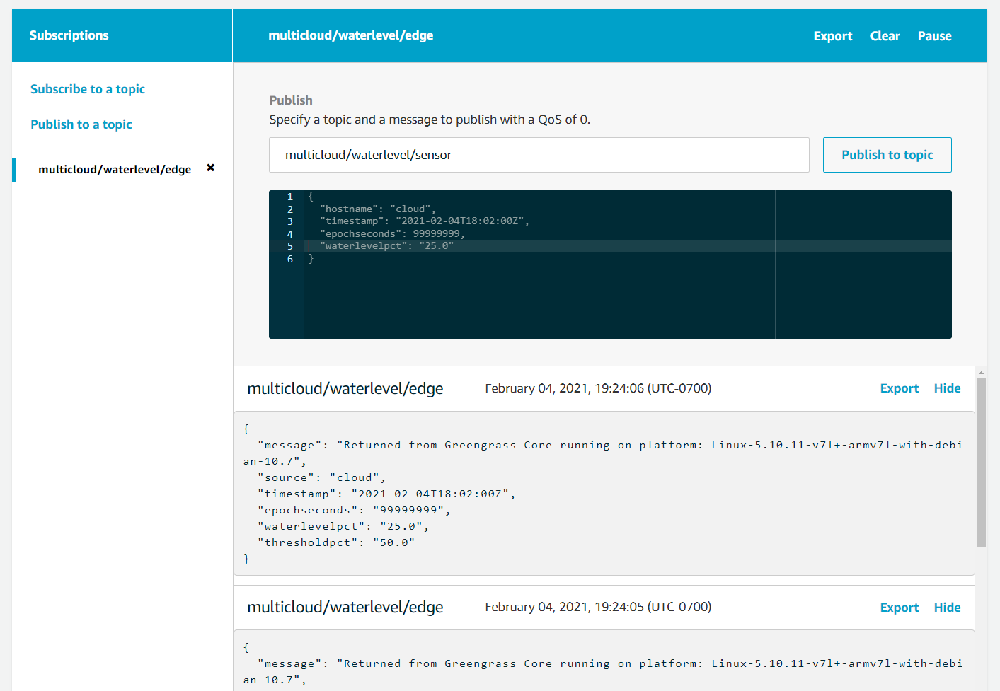 Subscriptions
multicloud/waterlevel/edge
Export Clear Pause
Subscribe to a topic
Publish to a topic
multicloud/waterlevel/edge ✖
Publish
Specify a topic and a message to publish with a QoS of 0.
multicloud/waterlevel/sensor
Publish to topic
1 {
2 "hostname": "cloud",
3 "timestamp": "2021-02-04T18:02:00Z",
4 "epochseconds": 99999999,
5 "waterlevelpct": "25.0"
6 }
multicloud/waterlevel/edge February 04, 2021, 19:24:06 (UTC-0700) Export Hide
{
"message": "Returned from Greengrass Core running on platform: Linux-5.10.11-v7l+-armv7l-with-debi
an-10.7",
"source": "cloud",
"timestamp": "2021-02-04T18:02:00Z",
"epochseconds": "99999999",
"waterlevelpct": "25.0",
"thresholdpct": "50.0"
}
multicloud/waterlevel/edge February 04, 2021, 19:24:05 (UTC-0700) Export Hide
{
"message": "Returned from Greengrass Core running on platform: Linux-5.10.11-v7l+-armv7l-with-debi
an-10.7",